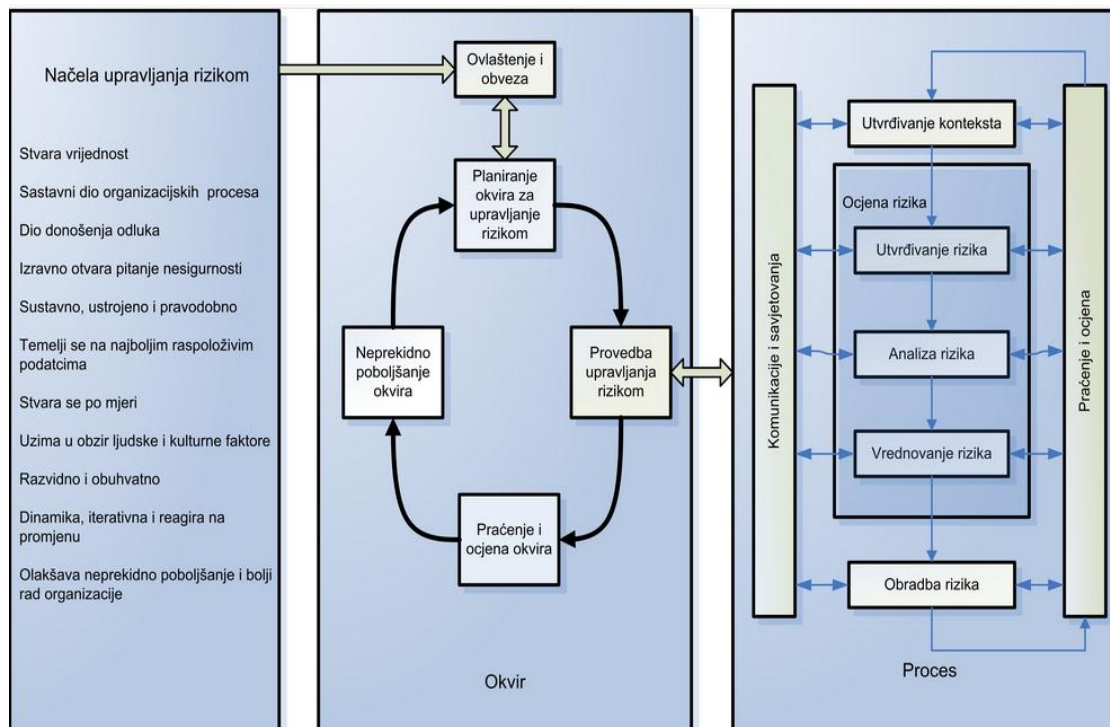 Načela upravljanja rizikom
Stvara vrijednost
Sastavni dio organizacijskih procesa
Dio donošenja odluka
Izravno otvara pitanje nesigurnosti
Sustavno, ustrojeno i pravodobno
Temelji se na najboljim raspoloživim
podatcima
Stvara se po mjeri
Uzima u obzir ljudske i kulturne faktore
Razvidno i obuhvatno
Dinamika, iterativna i reagira na
promjenu
Olakšava neprekidno poboljšanje i bolji
rad organizacije
Ovlaštenje i
obveza
Planiranje
okvira za
upravljanje
rizikom
Neprekidno
poboljšanje
okvira
Provedba
upravljanja
rizikom
Praćenje i
ocjena okvira
Okvir
Komunikacije i savjetovanja
Utvrđivanje konteksta
Ocjena rizika
Utvrđivanje rizika
Analiza rizika
Vrednovanje rizika
Obradba rizika
Praćenje i ocjena
Proces